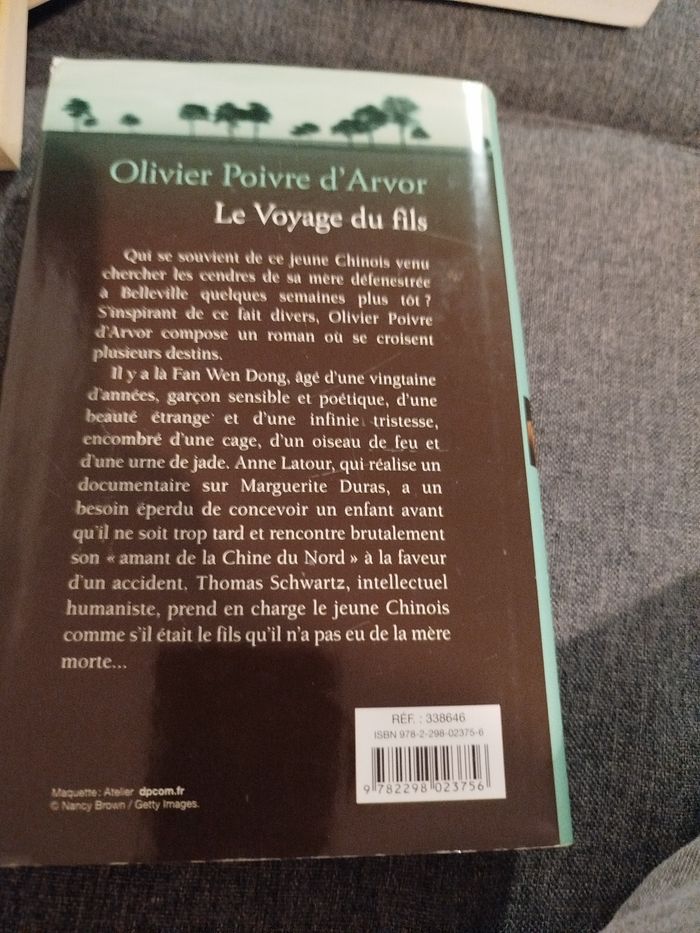 Olivier Poivre d'Arvor
Le Voyage du fils
Qui se souvient de ce jeune Chinois venu
chercher les cendres de sa mère défenestrée
à Belleville quelques semaines plus tôt ?
S'inspirant de ce fait divers, Olivier Poivre
d'Arvor compose un roman où se croisent
plusieurs destins.
Il y a là Fan Wen Dong, âgé d'une vingtaine
d'années, garçon sensible et poétique, d'une
beauté étrange et d'une infinie tristesse,
encombré d'une cage, d'un oiseau de feu et
d'une urne de jade. Anne Latour, qui réalise un
documentaire sur Marguerite Duras, a un
besoin éperdu de concevoir un enfant avant
qu'il ne soit trop tard et rencontre brutalement
son « amant de la Chine du Nord » à la faveur
d'un accident. Thomas Schwartz, intellectuel
humaniste, prend en charge le jeune Chinois
comme s'il était le fils qu'il n'a pas eu de la mère
morte...
RÉF. : 338646
ISBN 978-2-298-02375-6
9 782298 023756
Maquette : Atelier dpcom.fr
© Nancy Brown / Getty Images.